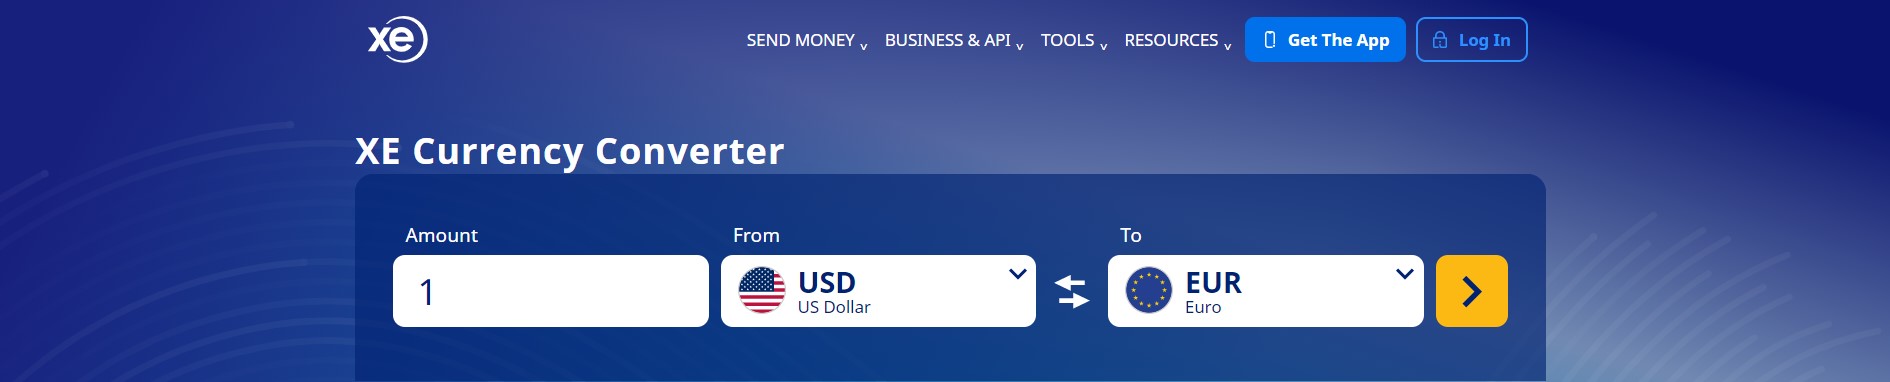 xe
SEND MONEY
BUSINESS & API
TOOLS
RESOURCES
Get The App
Log In
XE Currency Converter
Amount
From
To
1
USD
US Dollar
EUR
Euro